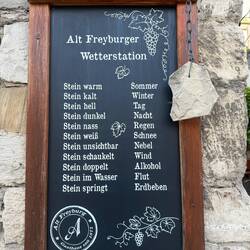 Alt Freyburger
Wetterstation
Stein warm Sommer
Stein kalt Winter
Stein hell Tag
Stein dunkel Nacht
Stein nass Regen
Stein weiß Schnee
Stein unsichtbar Nebel
Stein schaukelt Wind
Stein doppelt Alkohol
Stein im Wasser Flut
Stein springt Erdbeben
Alt Freyburg
A